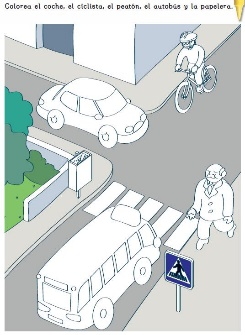 Colorea el coche, el ciclista, el peatón, el autobús y la papelera.